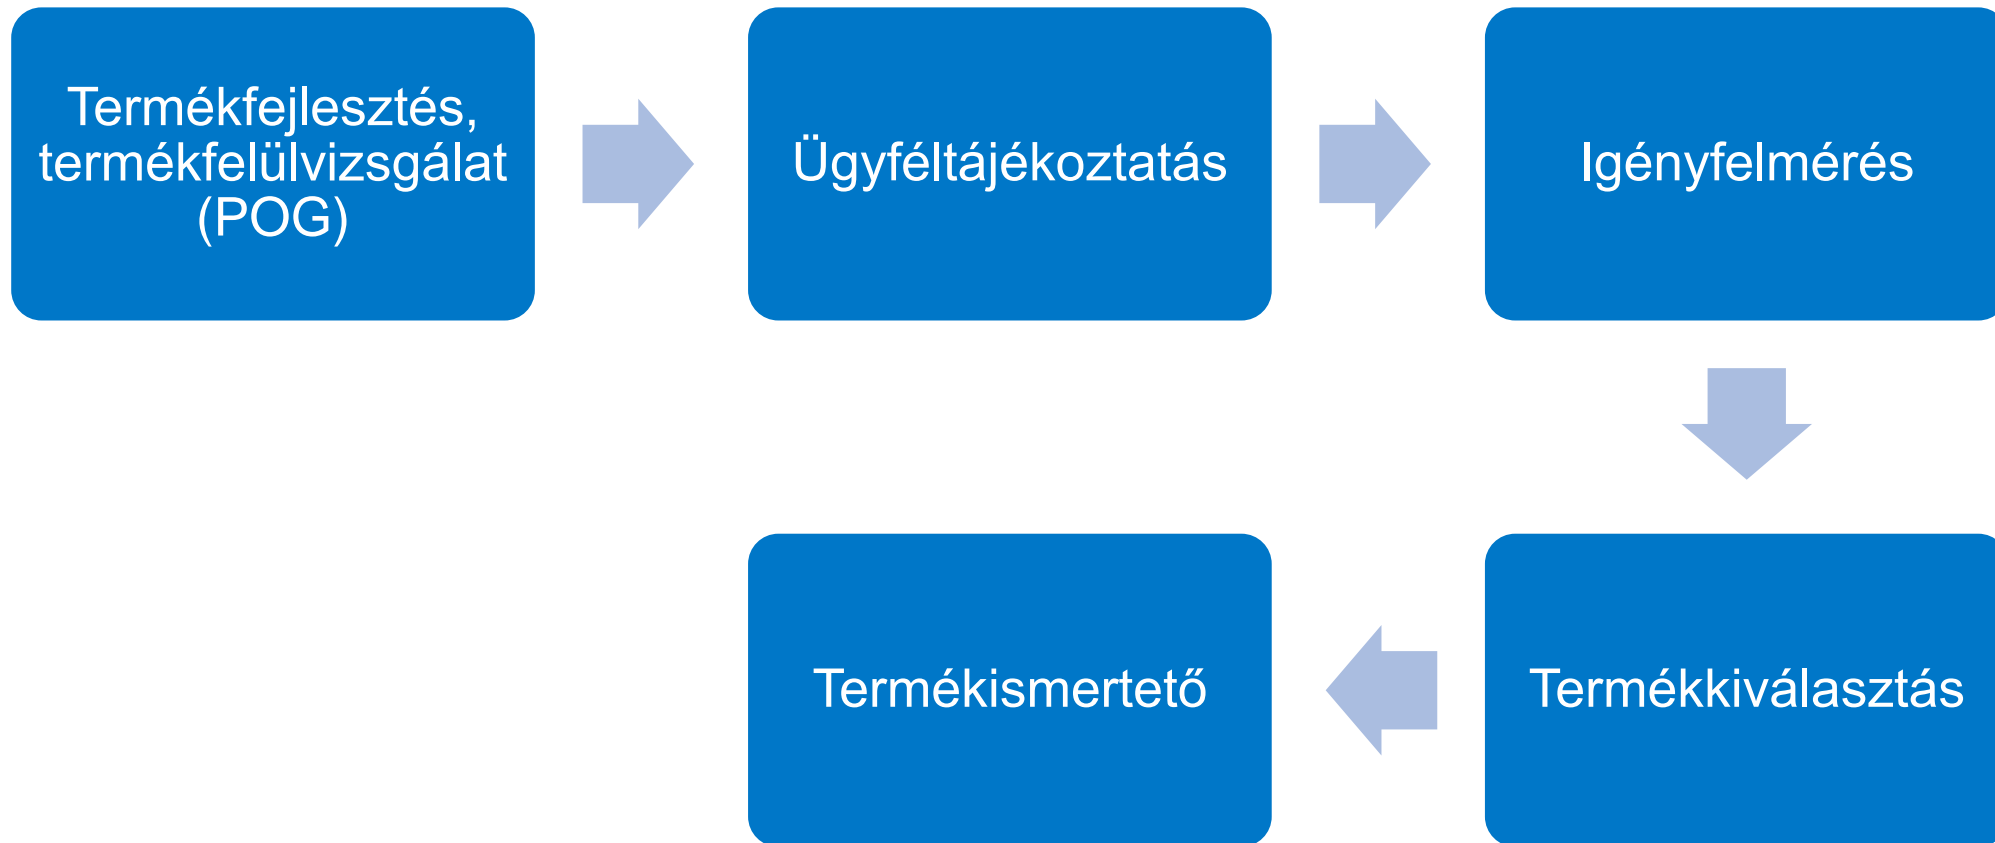 Termékfejlesztés,
termékfelülvizsgálat
(POG)
Ügyféltájékoztatás
Igényfelmérés
Termékkiválasztás
Termékismertető